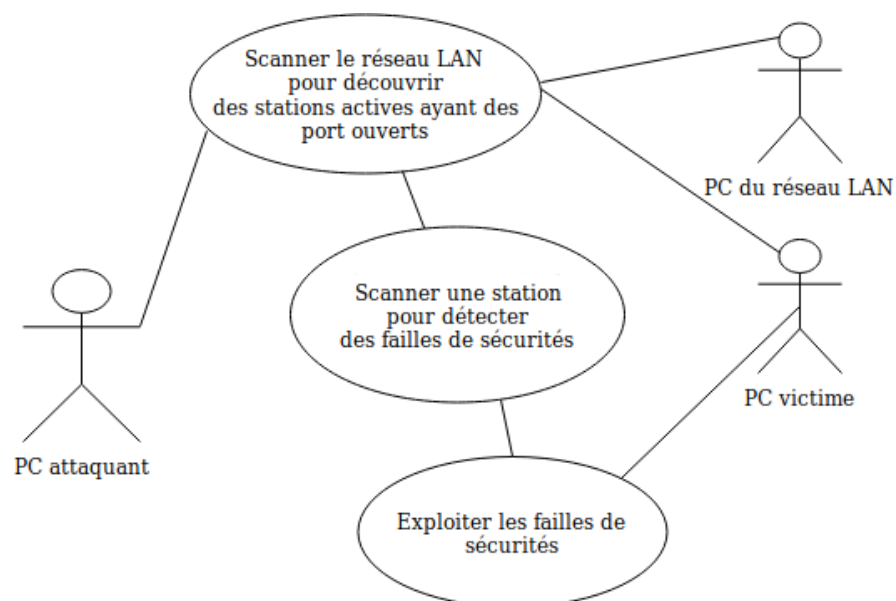 Scanner le réseau LAN
pour découvrir
des stations actives ayant des
port ouverts
PC du réseau LAN
Scanner une station
pour détecter
des failles de sécurités
PC victime
PC attaquant
Exploiter les failles de
sécurités